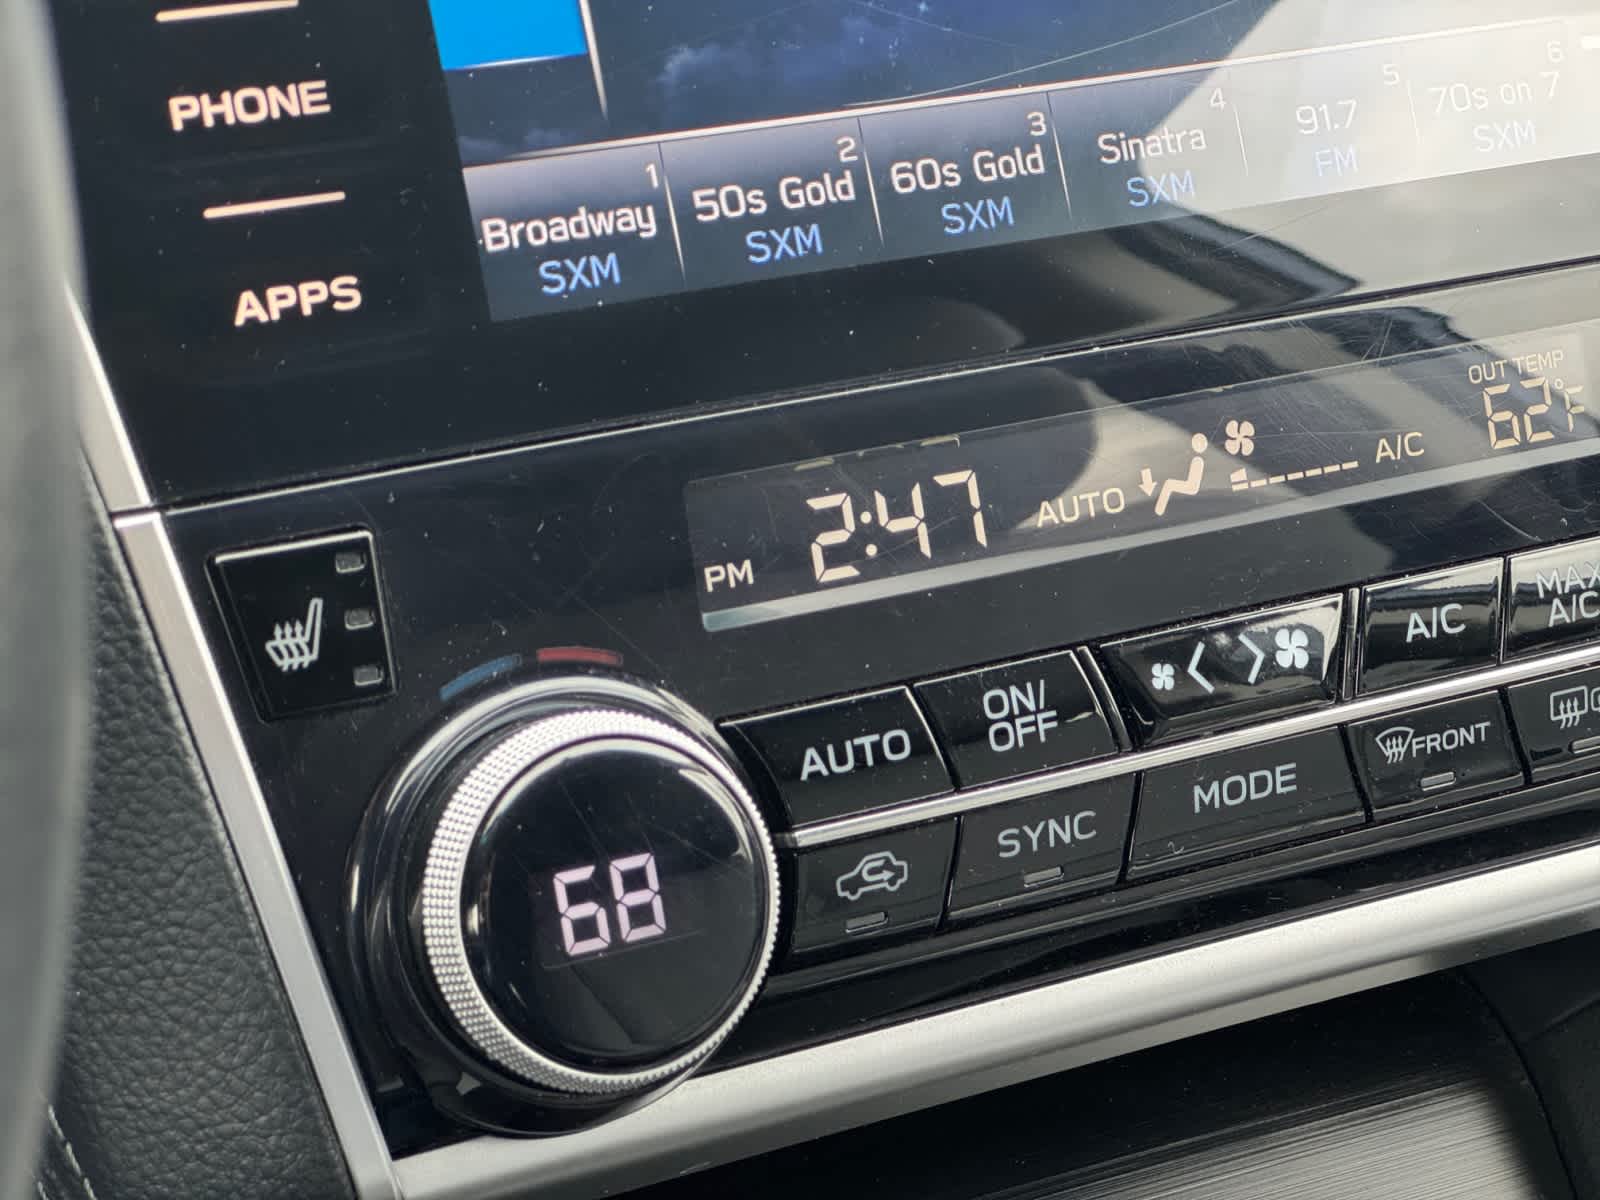 PHONE
APPS
1
Broadway
SXM
2
50s Gold
SXM
3
60s Gold
SXM
4
Sinatra
SXM
5
91.7
FM
6
70s on 7
SXM
PM 2:47 AUTO A/C
OUT TEMP
62°F
AUTO
ON/
OFF
A/C
MAX
A/C
SYNC
MODE
FRONT
68